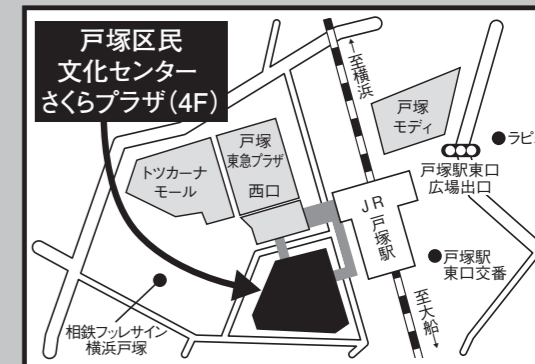 戸塚区民
文化センター
さくらプラザ(4F)
←至横浜
戸塚
モディ
●ラピ
戸塚駅東口
広場出口
戸塚
東急プラザ
西口
トツカーナ
モール
JR戸塚駅
●戸塚駅
東口交番
至大船→
相鉄フレッサイン
横浜戸塚